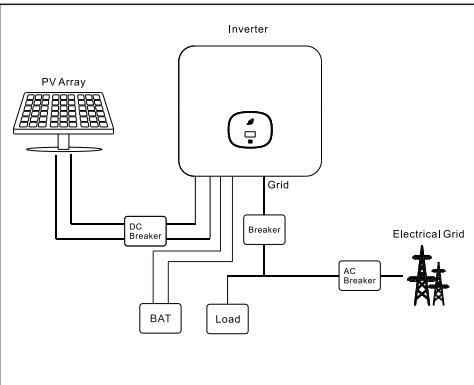 Inverter
PV Array
Grid
DC
Breaker
Breaker
Electrical Grid
AC
Breaker
BAT
Load